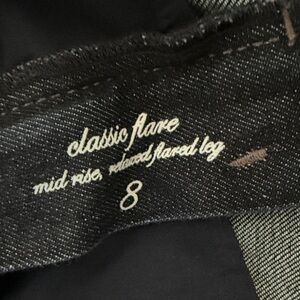 classic flare
mid rise, relaxed flared leg
8